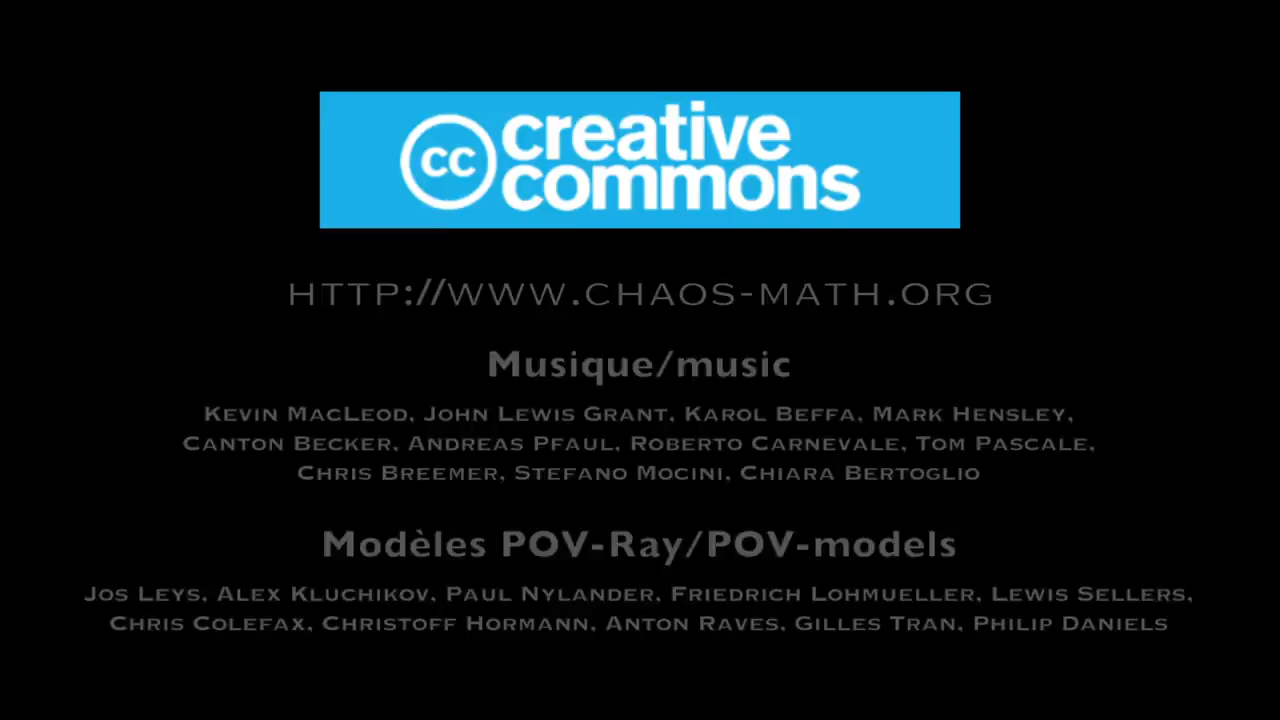 cc creative
commons
HTTP://WWW.CHAOS-MATH.ORG
Musique/music
KEVIN MACLEOD, JOHN LEWIS GRANT, KAROL BEFFA, MARK HENSLEY,
CANTON BECKER, ANDREAS PFAUL, ROBERTO CARNEVALE, TOM PASCALE,
CHRIS BREEMER, STEFANO MOCINI, CHIARA BERTOGLIO
Modèles POV-Ray/POV-models
JOS LEYS, ALEX KLUCHIKOV, PAUL NYLANDER, FRIEDRICH LOHMUELLER, LEWIS SELLERS,
CHRIS COLEFAX, CHRISTOFF HORMANN, ANTON RAVES, GILLES TRAN, PHILIP DANIELS